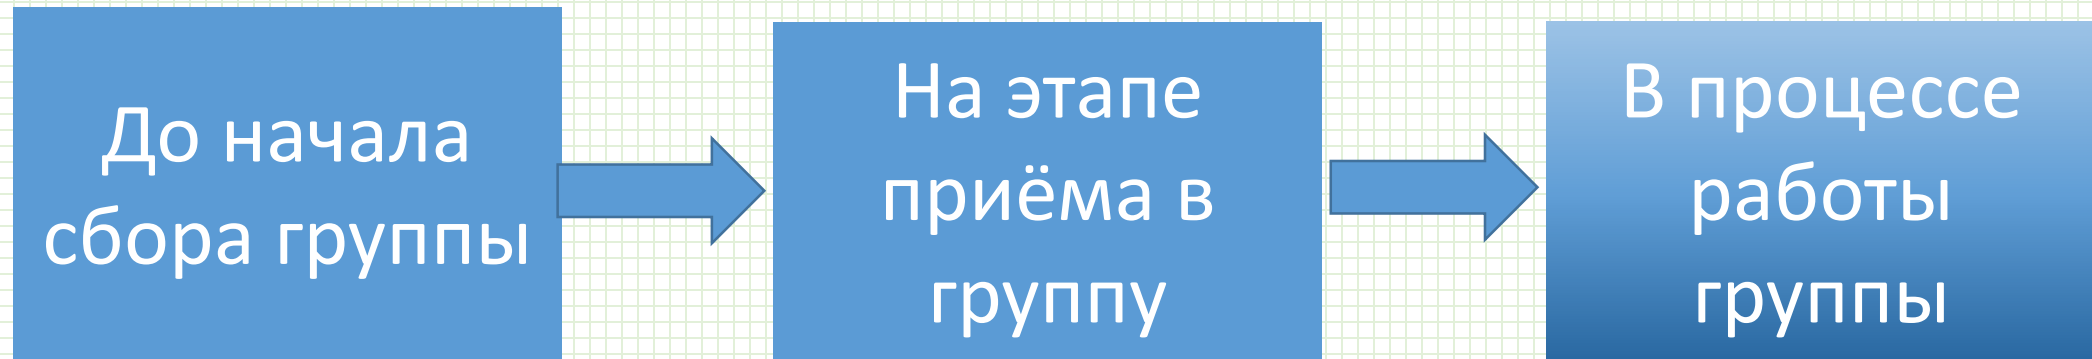 До начала
сбора группы
На этапе
приёма в
группу
В процессе
работы
группы